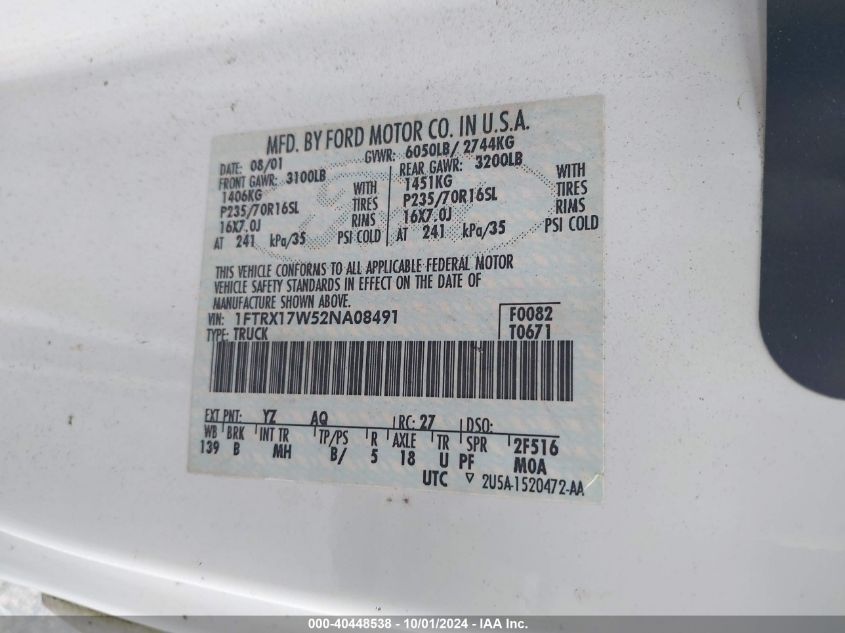 MFD. BY FORD MOTOR CO. IN U.S.A.
DATE: 08/01 GVWR: 6050LB/ 2744KG
FRONT GAWR: 3100LB REAR GAWR: 3200LB
1406KG WITH 1451KG WITH
P235/70R16SL TIRES P235/70R16SL TIRES
16X7.0J RIMS 16X7.0J RIMS
AT 241 kPa/35 PSI COLD AT 241 kPa/35 PSI COLD
THIS VEHICLE CONFORMS TO ALL APPLICABLE FEDERAL MOTOR
VEHICLE SAFETY STANDARDS IN EFFECT ON THE DATE OF
MANUFACTURE SHOWN ABOVE.
VIN: 1FTRX17W52NA08491 F0082
TYPE: TRUCK T0671
EXT PNT: YZ AQ RC: 27 DSO:
WB BRK INT TR TP/PS R AXLE TR SPR 2F516
139 B MH B/ 5 18 U PF M0A
UTC ▽ 2U5A-1520472-AA
000-40448538 - 10/01/2024 - IAA Inc.